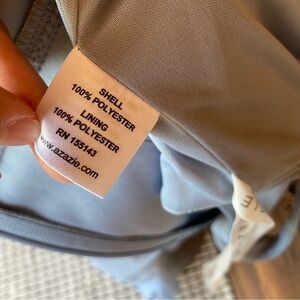 SHELL
100% POLYESTER
LINING
100% POLYESTER
RN 155143
www.azazie.com